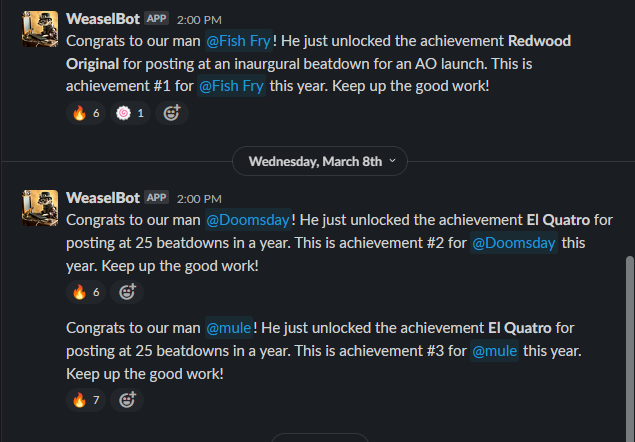 WeaselBot APP 2:00 PM
Congrats to our man @Fish Fry! He just unlocked the achievement Redwood
Original for posting at an inaurgural beatdown for an AO launch. This is
achievement #1 for @Fish Fry this year. Keep up the good work!
6 1
Wednesday, March 8th
WeaselBot APP 2:00 PM
Congrats to our man @Doomsday! He just unlocked the achievement El Quatro for
posting at 25 beatdowns in a year. This is achievement #2 for @Doomsday this
year. Keep up the good work!
6
Congrats to our man @mule! He just unlocked the achievement El Quatro for
posting at 25 beatdowns in a year. This is achievement #3 for @mule this year.
Keep up the good work!
7